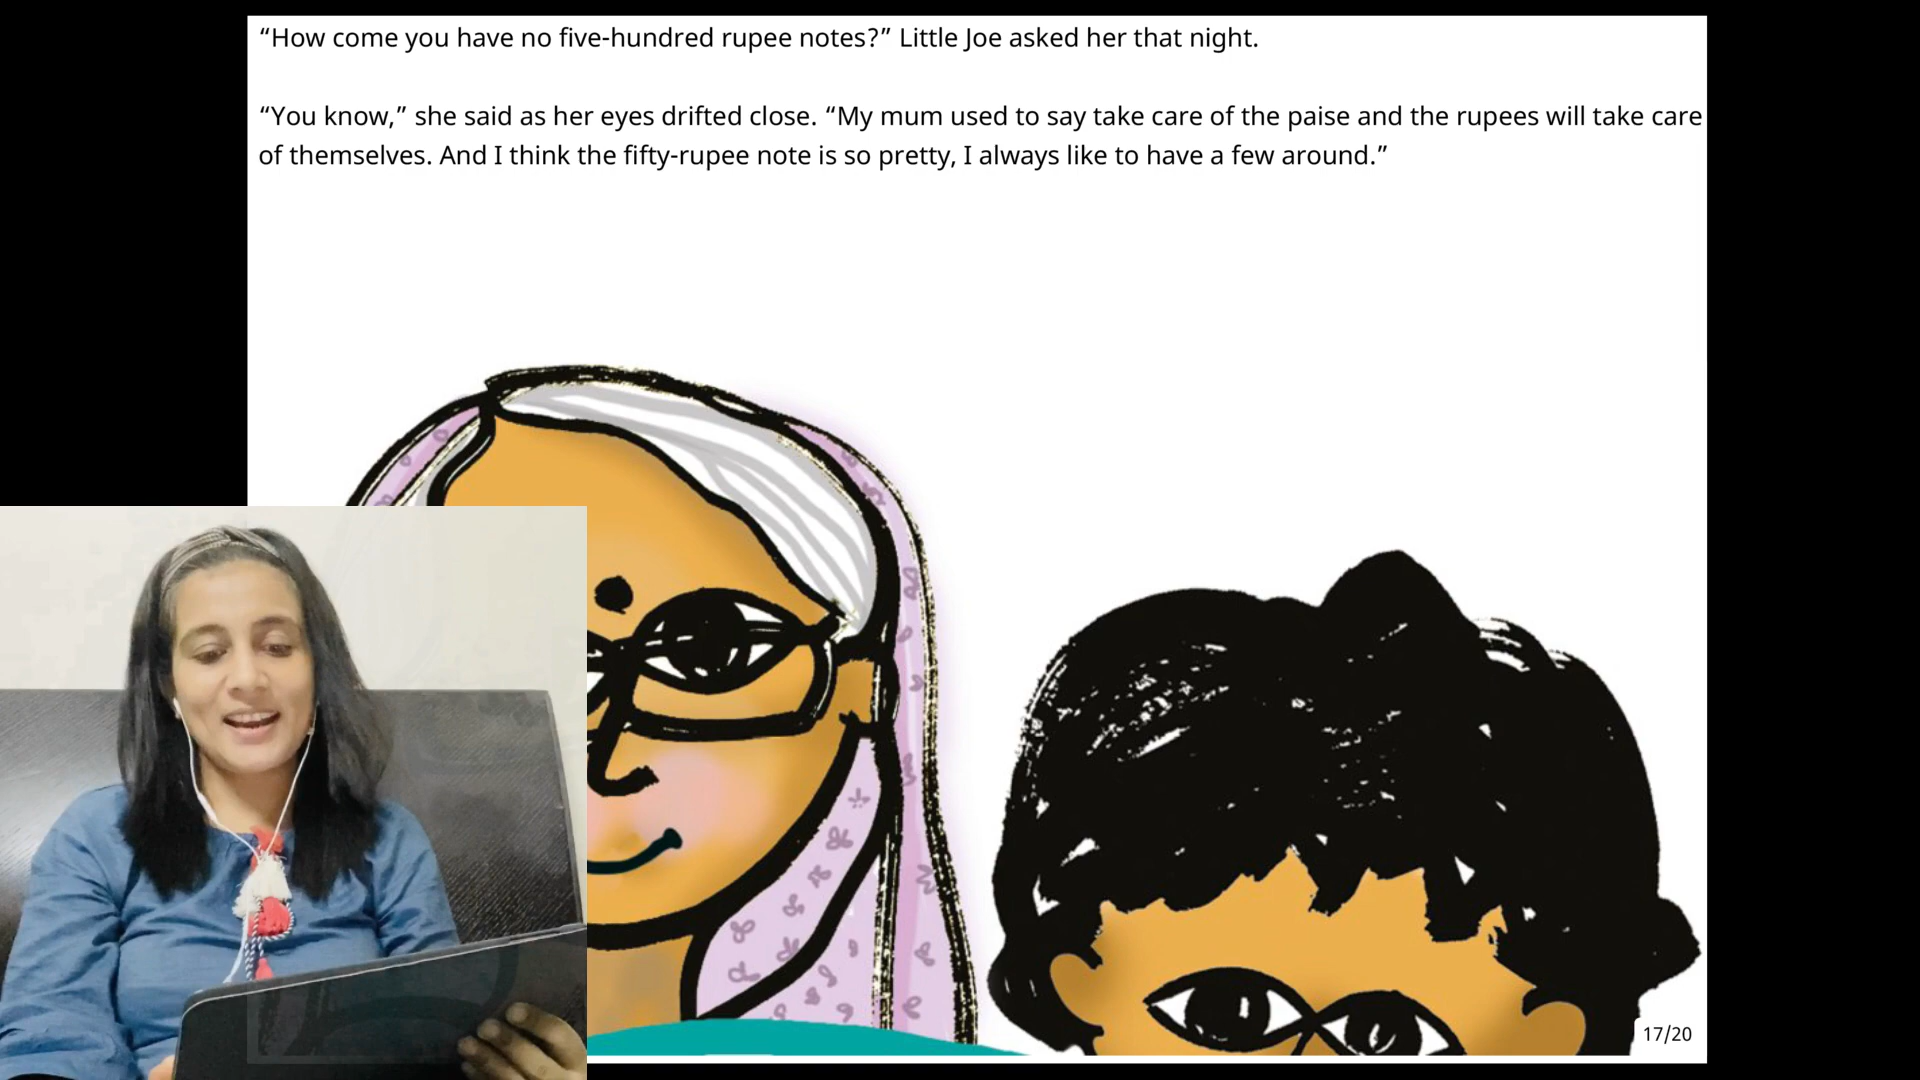 “How come you have no five-hundred rupee notes?” Little Joe asked her that night.
“You know,” she said as her eyes drifted close. “My mum used to say take care of the paise and the rupees will take care
of themselves. And I think the fifty-rupee note is so pretty, I always like to have a few around.”
17/20